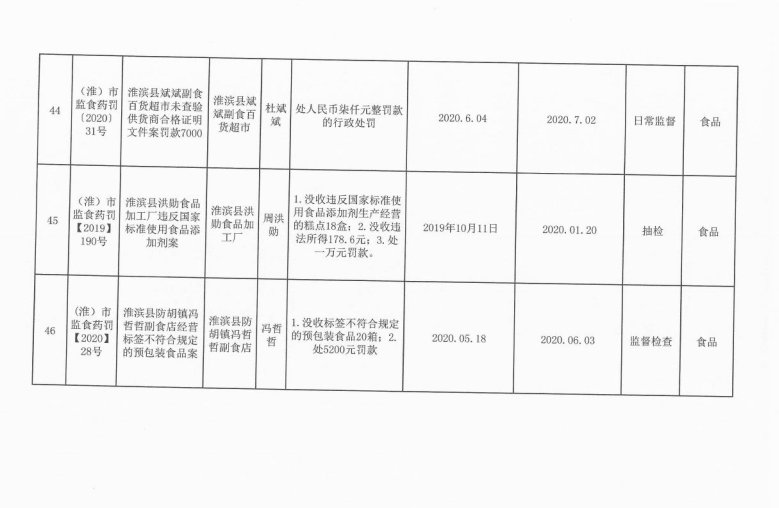 44
(淮)市
监食药罚
〔2020〕
31号
淮滨县斌斌副食
百货超市未查验
供货商合格证明
文件案罚款7000
淮滨县斌
斌副食百
货超市
杜斌
斌
处人民币柒仟元整罚款
的行政处罚
2020.6.04
2020.7.02
日常监督
食品
45
(淮)市
监食药罚
【2019】
190号
淮滨县洪勋食品
加工厂违反国家
标准使用食品添
加剂案
淮滨县洪
勋食品加
工厂
周洪
勋
1.没收违反国家标准使
用食品添加剂生产经营
的糕点18盒;2.没收违
法所得178.6元;3.处
一万元罚款。
2019年10月11日
2020.01.20
抽检
食品
46
(淮)市
监食药罚
【2020】
28号
淮滨县防胡镇冯
哲哲副食店经营
标签不符合规定
的预包装食品案
淮滨县防
胡镇冯哲
哲副食店
冯哲
哲
1.没收标签不符合规定
的预包装食品20箱;2.
处5200元罚款
2020.05.18
2020.06.03
监督检查
食品